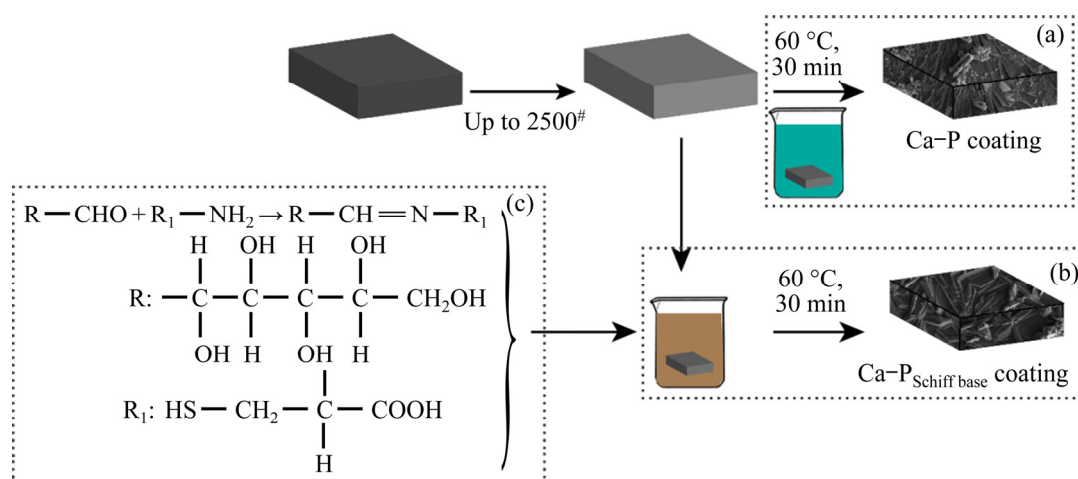 60 °C,
30 min
(a)
Up to 2500#
Ca−P coating
(c)
R—CHO + R₁—NH₂→R—CH=N—R₁
H OH H OH
R: —C—C—C—C—CH₂OH
OH H OH H
R₁: HS—CH₂—C—COOH
H
60 °C,
30 min
(b)
Ca−PSchiff base coating